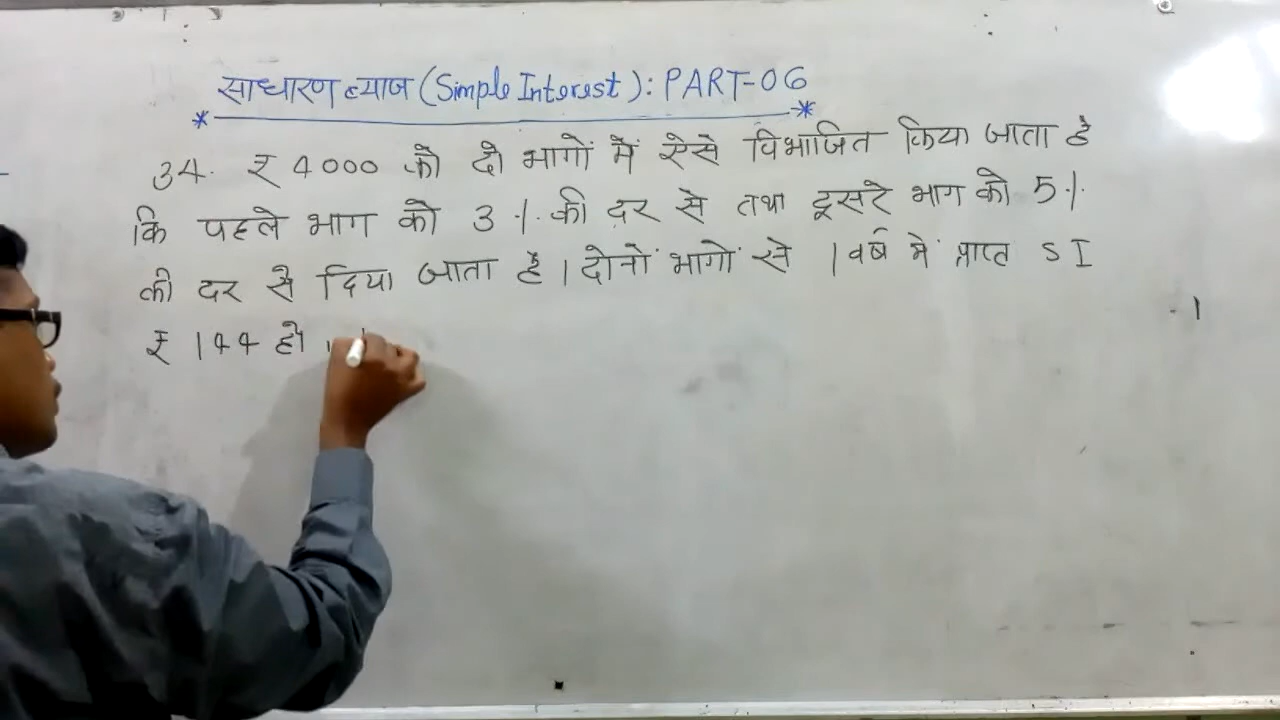 साधारण ब्याज (Simple Interest): PART-06
34. ₹ 4000 को दो भागों में ऐसे विभाजित किया जाता है
कि पहले भाग को 3%. की दर से तथा दूसरे भाग को 5%
की दर से दिया जाता है। दोनों भागों से 1 वर्ष में प्राप्त SI
₹ 144 हो